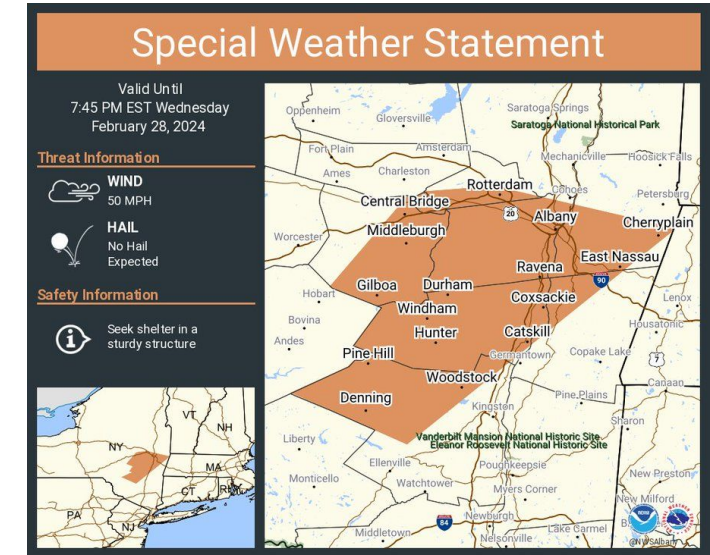 Special Weather Statement
Valid Until
7:45 PM EST Wednesday
February 28, 2024
Threat Information
WIND
50 MPH
HAIL
No Hail
Expected
Safety Information
Seek shelter in a
sturdy structure
VT
NH
NY
MA
CT
PA
NJ
Oppenheim
Gloversville
Saratoga Springs
Saratoga National Historical Park
Fort Plain
Amsterdam
Mechanicville
Hoosick Falls
Ames
Charleston
Rotterdam
Cohoes
Petersburg
Central Bridge
20
Albany
Cherryplain
Worcester
Middleburgh
East Nassau
Ravena
90
Gilboa
Durham
Hobart
Coxsackie
Lenox
Windham
Bovina
Hunter
Catskill
Housatonic
Andes
Pine Hill
Germantown
Copake Lake
7
Woodstock
Canaan
Denning
Kingston
Pine Plains
Sharon
Liberty
Vanderbilt Mansion National Historic Site
Eleanor Roosevelt National Historic Site
Ellenville
Poughkeepsie
Monticello
Watchtower
Myers Corner
New Preston
New Milford
84
Newburgh
Middletown
Nelsonville
Lake Carmel
B
NOAA
@NWSAlbany